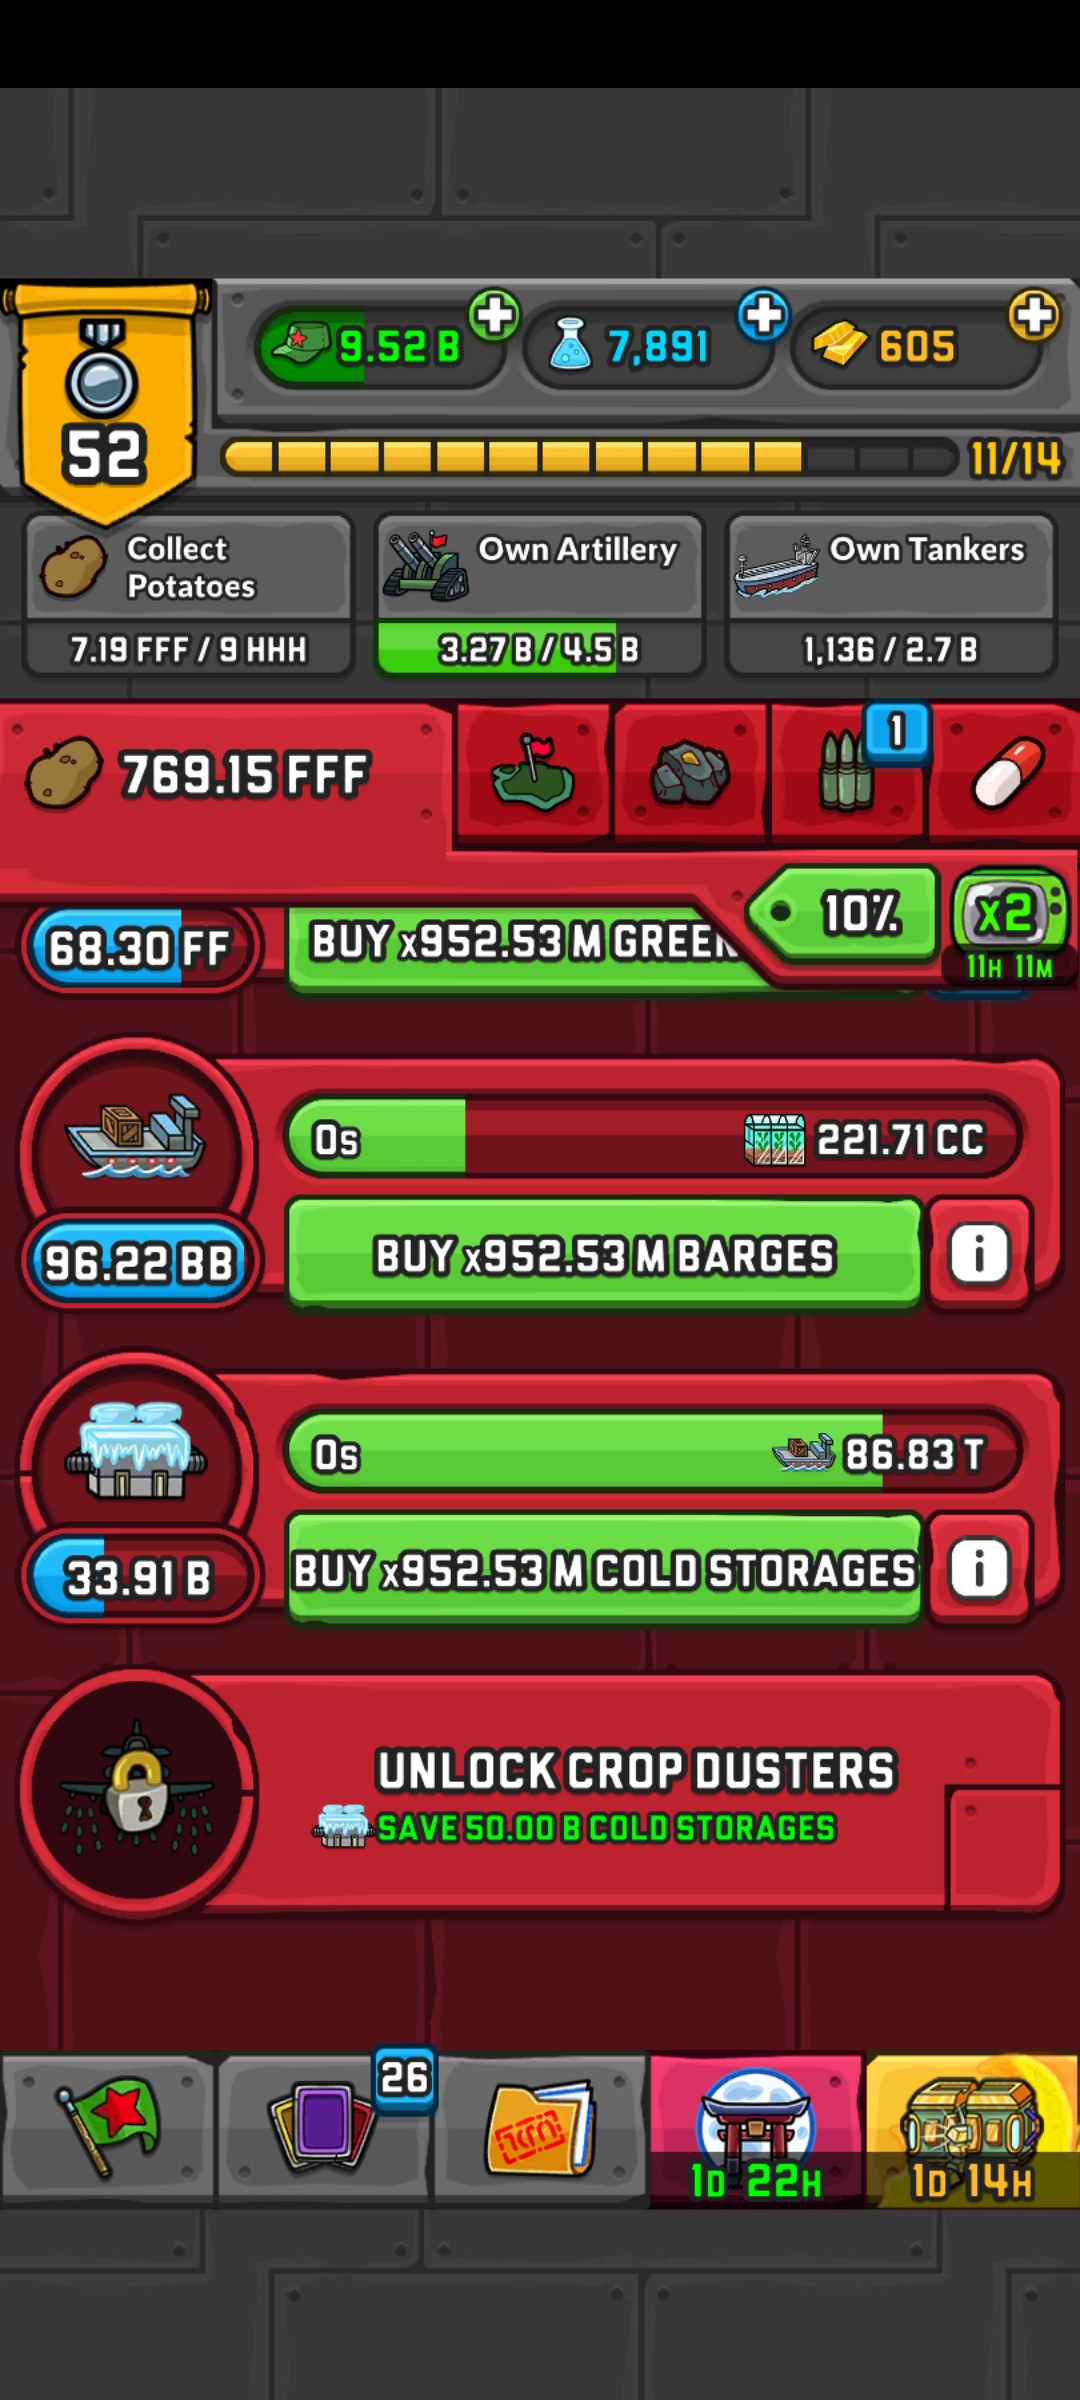 9.52 B
7,891
605
52
11/14
Collect
Potatoes
Own Artillery
Own Tankers
7.19 FFF / 9 HHH
3.27 B / 4.5 B
1,136 / 2.7 B
769.15 FFF
1
10%
x2
11H 11M
68.30 FF
BUY x952.53 M GREEN
0s
221.71 CC
96.22 BB
BUY x952.53 M BARGES
i
0s
86.83 T
33.91 B
BUY x952.53 M COLD STORAGES
i
UNLOCK CROP DUSTERS
SAVE 50.00 B COLD STORAGES
26
1D 22H
1D 14H